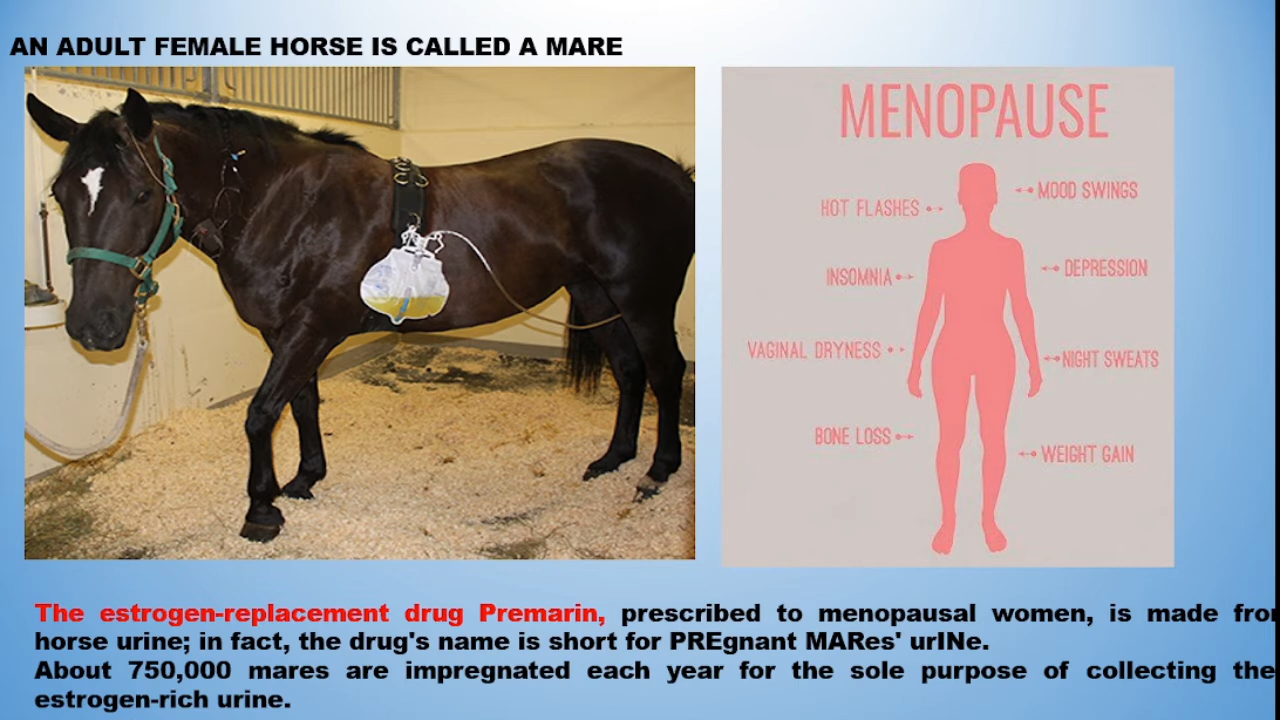 AN ADULT FEMALE HORSE IS CALLED A MARE
MENOPAUSE
HOT FLASHES
MOOD SWINGS
INSOMNIA
DEPRESSION
VAGINAL DRYNESS
NIGHT SWEATS
BONE LOSS
WEIGHT GAIN
The estrogen-replacement drug Premarin, prescribed to menopausal women, is made fro
horse urine; in fact, the drug's name is short for PREgnant MARes' urINe.
About 750,000 mares are impregnated each year for the sole purpose of collecting the
estrogen-rich urine.